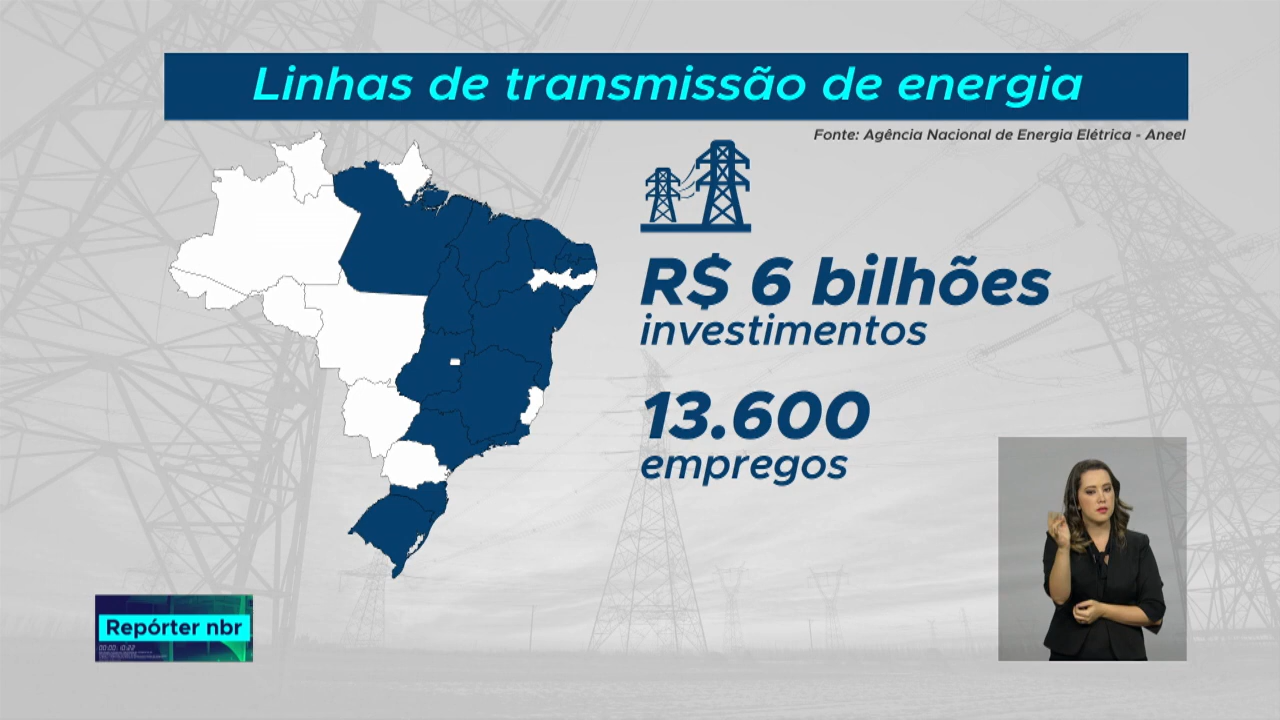 Linhas de transmissão de energia
Fonte: Agência Nacional de Energia Elétrica - Aneel
R$ 6 bilhões
investimentos
13.600
empregos
Repórter nbr